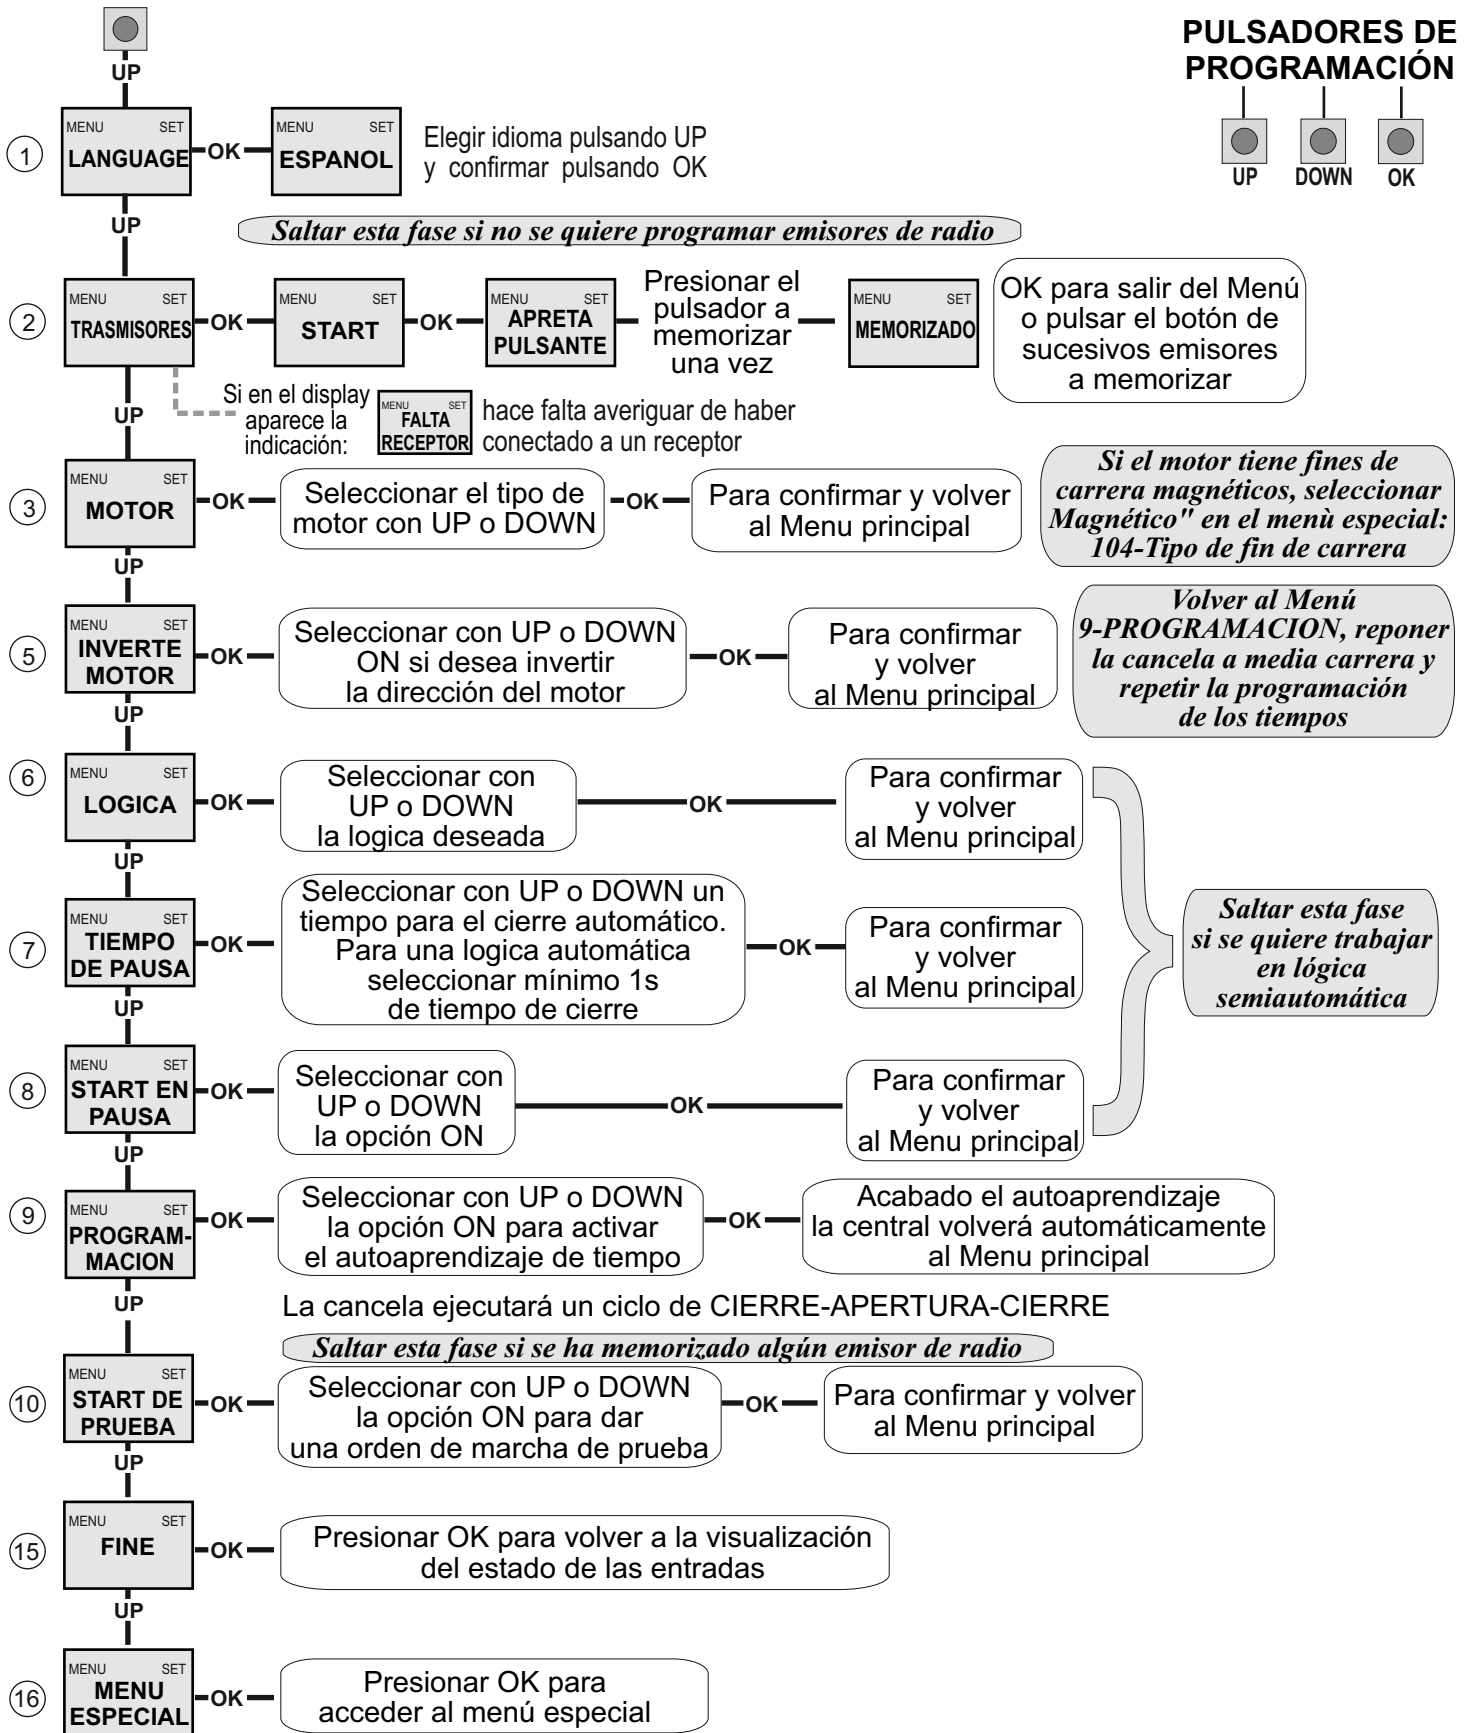 PULSADORES DE
PROGRAMACIÓN
UP DOWN OK
UP
1
MENU SET
LANGUAGE
OK
MENU SET
ESPANOL
Elegir idioma pulsando UP
y confirmar pulsando OK
UP
Saltar esta fase si no se quiere programar emisores de radio
2
MENU SET
TRASMISORES
OK
MENU SET
START
OK
MENU SET
APRETA
PULSANTE
Presionar el
pulsador a
memorizar
una vez
MENU SET
MEMORIZADO
OK para salir del Menú
o pulsar el botón de
sucesivos emisores
a memorizar
UP
Si en el display
aparece la
indicación:
MENU SET
FALTA
RECEPTOR
hace falta averiguar de haber
conectado a un receptor
3
MENU SET
MOTOR
OK
Seleccionar el tipo de
motor con UP o DOWN
OK
Para confirmar y volver
al Menu principal
Si el motor tiene fines de
carrera magnéticos, seleccionar
Magnético" en el menù especial:
104-Tipo de fin de carrera
UP
5
MENU SET
INVERTE
MOTOR
OK
Seleccionar con UP o DOWN
ON si desea invertir
la dirección del motor
OK
Para confirmar
y volver
al Menu principal
Volver al Menú
9-PROGRAMACION, reponer
la cancela a media carrera y
repetir la programación
de los tiempos
UP
6
MENU SET
LOGICA
OK
Seleccionar con
UP o DOWN
la logica deseada
OK
Para confirmar
y volver
al Menu principal
UP
7
MENU SET
TIEMPO
DE PAUSA
OK
Seleccionar con UP o DOWN un
tiempo para el cierre automático.
Para una logica automática
seleccionar mínimo 1s
de tiempo de cierre
OK
Para confirmar
y volver
al Menu principal
Saltar esta fase
si se quiere trabajar
en lógica
semiautomática
UP
8
MENU SET
START EN
PAUSA
OK
Seleccionar con
UP o DOWN
la opción ON
OK
Para confirmar
y volver
al Menu principal
UP
9
MENU SET
PROGRAM-
MACION
OK
Seleccionar con UP o DOWN
la opción ON para activar
el autoaprendizaje de tiempo
OK
Acabado el autoaprendizaje
la central volverá automáticamente
al Menu principal
UP
La cancela ejecutará un ciclo de CIERRE-APERTURA-CIERRE
Saltar esta fase si se ha memorizado algún emisor de radio
10
MENU SET
START DE
PRUEBA
OK
Seleccionar con UP o DOWN
la opción ON para dar
una orden de marcha de prueba
OK
Para confirmar y volver
al Menu principal
UP
15
MENU SET
FINE
OK
Presionar OK para volver a la visualización
del estado de las entradas
UP
16
MENU SET
MENU
ESPECIAL
OK
Presionar OK para
acceder al menú especial